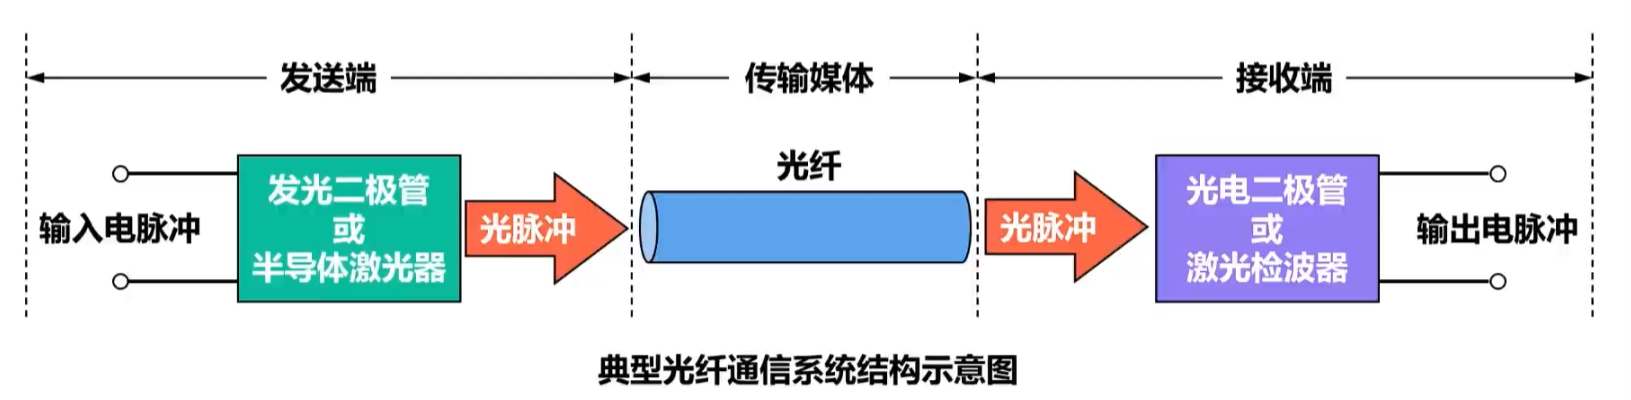 发送端
传输媒体
接收端
光纤
输入电脉冲
发光二极管
或
半导体激光器
光脉冲
光脉冲
光电二极管
或
激光检波器
输出电脉冲
典型光纤通信系统结构示意图